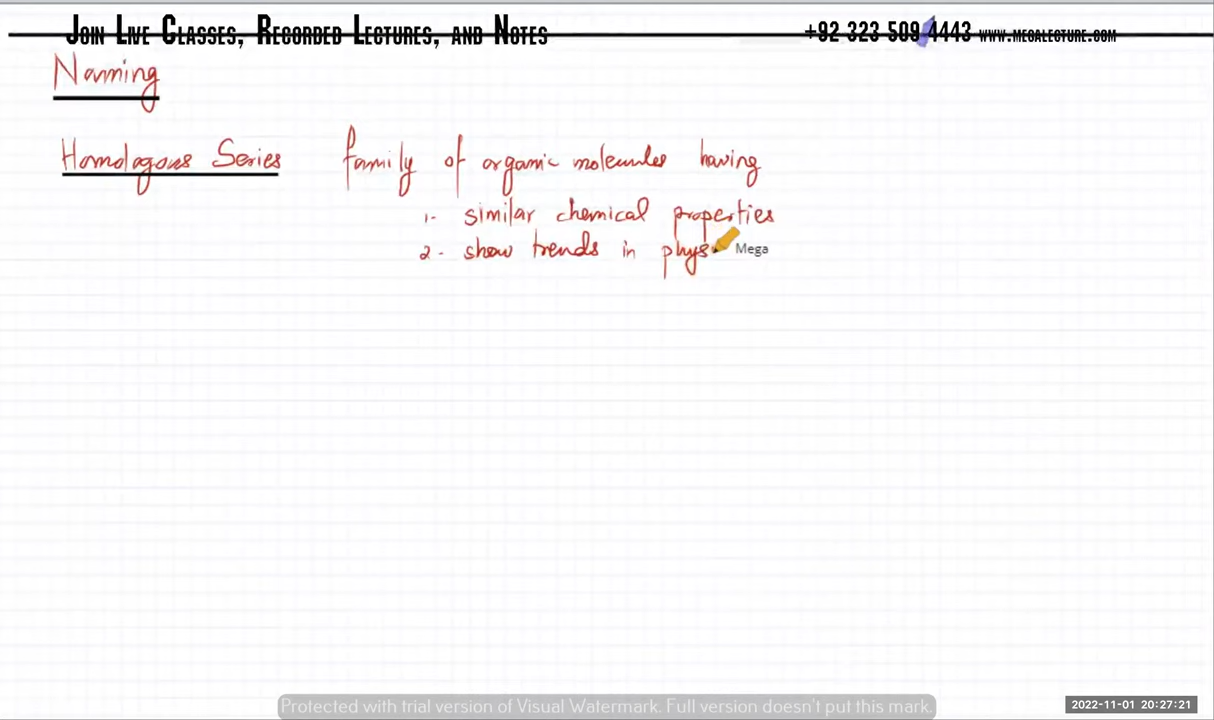 JOIN LIVE CLASSES, RECORDED LECTURES, AND NOTES +92 323 509 4443 WWW.MEGALECTURE.COM
Naming
Homologous Series family of organic molecules having
1. similar chemical properties
2. show trends in phys Mega
Protected with trial version of Visual Watermark. Full version doesn't put this mark.
2022-11-01 20:27:21